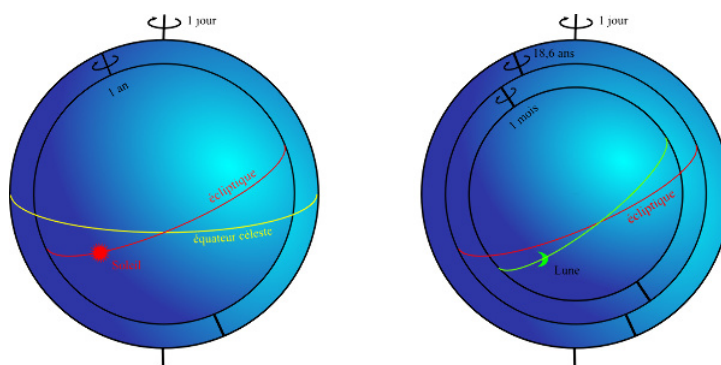 1 jour
1 an
écliptique
équateur céleste
Soleil
1 jour
18,6 ans
1 mois
écliptique
Lune